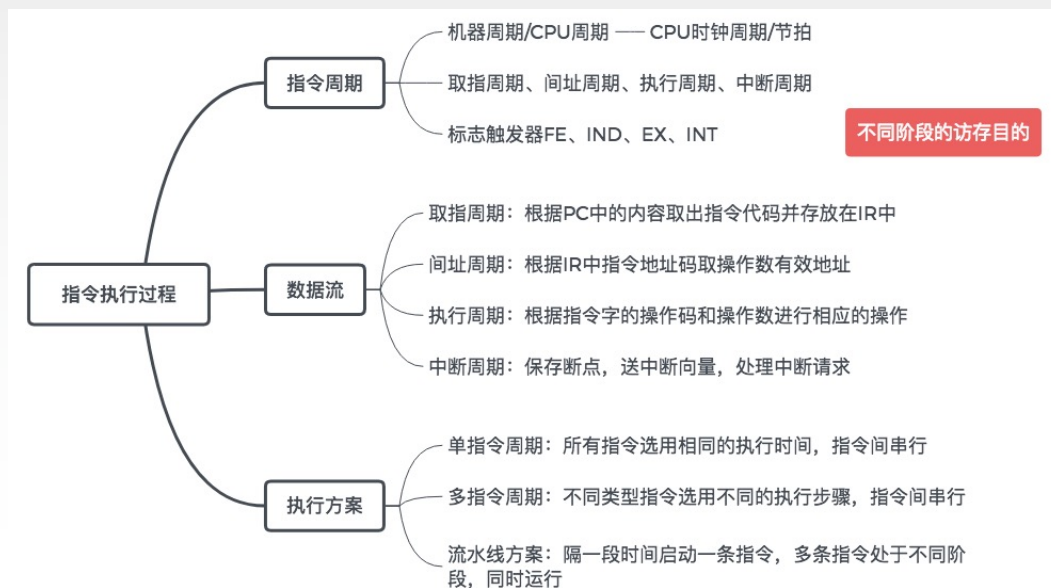 指令执行过程
指令周期
机器周期/CPU周期 —— CPU时钟周期/节拍
取指周期、间址周期、执行周期、中断周期
标志触发器FE、IND、EX、INT
不同阶段的访存目的
数据流
取指周期：根据PC中的内容取出指令代码并存放在IR中
间址周期：根据IR中指令地址码取操作数有效地址
执行周期：根据指令字的操作码和操作数进行相应的操作
中断周期：保存断点，送中断向量，处理中断请求
执行方案
单指令周期：所有指令选用相同的执行时间，指令间串行
多指令周期：不同类型指令选用不同的执行步骤，指令间串行
流水线方案：隔一段时间启动一条指令，多条指令处于不同阶
段，同时运行